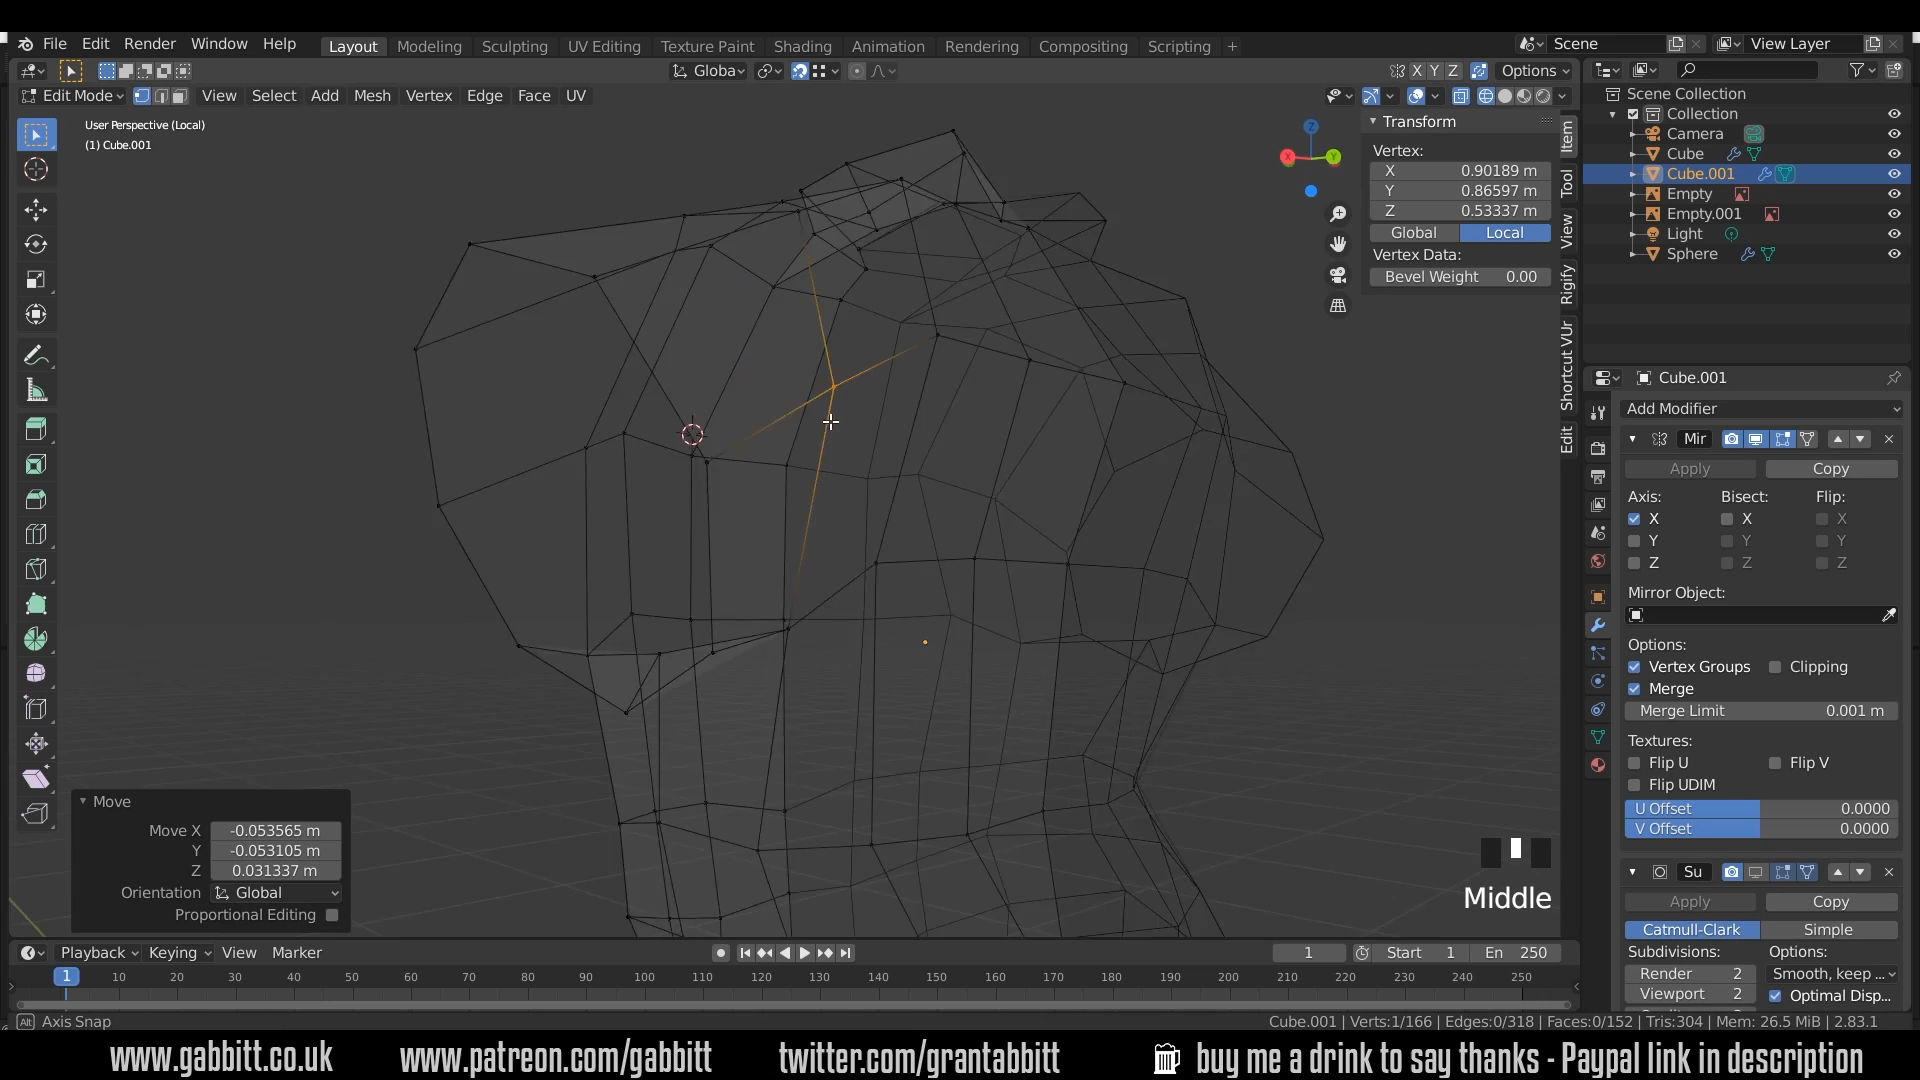 File Edit Render Window Help Layout Modeling Sculpting UV Editing Texture Paint Shading Animation Rendering Compositing Scripting + Scene View Layer
Globa X Y Z Options
Edit Mode View Select Add Mesh Vertex Edge Face UV
User Perspective (Local)
(1) Cube.001
Z
X Y
Transform
Vertex:
X 0.90189 m
Y 0.86597 m
Z 0.53337 m
Global Local
Vertex Data:
Bevel Weight 0.00
Item
Tool
View
Rigify
Shortcut VUr
Edit
Scene Collection
Collection
Camera
Cube
Cube.001
Empty
Empty.001
Light
Sphere
Cube.001
Add Modifier
Mir
Apply Copy
Axis: Bisect: Flip:
X X X
Y Y Y
Z Z Z
Mirror Object:
Options:
Vertex Groups Clipping
Merge
Merge Limit 0.001 m
Textures:
Flip U Flip V
Flip UDIM
U Offset 0.0000
V Offset 0.0000
Su
Apply Copy
Catmull-Clark Simple
Subdivisions: Options:
Render 2 Smooth, keep ...
Viewport 2 Optimal Disp...
Move
Move X -0.053565 m
Y -0.053105 m
Z 0.031337 m
Orientation Global
Proportional Editing
Middle
Playback Keying View Marker 1 Start 1 En 250
1 10 20 30 40 50 60 70 80 90 100 110 120 130 140 150 160 170 180 190 200 210 220 230 240 250
Alt Axis Snap Cube.001 | Verts:1/166 | Edges:0/318 | Faces:0/152 | Tris:304 | Mem: 26.5 MiB | 2.83.1
www.gabbitt.co.uk www.patreon.com/gabbitt twitter.com/grantabbitt buy me a drink to say thanks - Paypal link in description